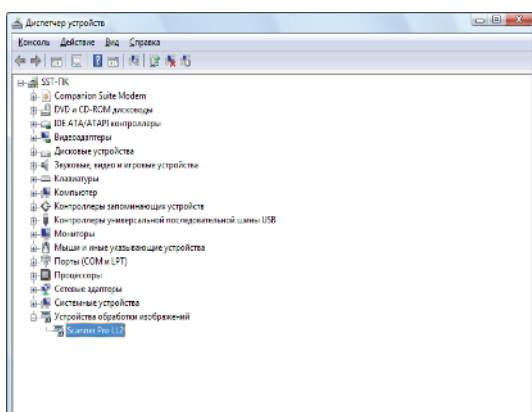 Диспетчер устройств
Консоль Действие Вид Справка
SST-ПК
Companion Suite Modem
DVD и CD-ROM дисководы
IDE ATA/ATAPI контроллеры
Видеоадаптеры
Дисковые устройства
Звуковые, видео и игровые устройства
Клавиатуры
Компьютер
Контроллеры запоминающих устройств
Контроллеры универсальной последовательной шины USB
Мониторы
Мыши и иные указывающие устройства
Порты (COM и LPT)
Процессоры
Сетевые адаптеры
Системные устройства
Устройства обработки изображений
Scanner Pro